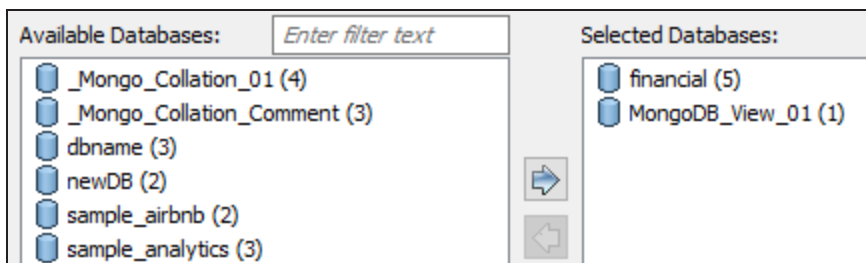 Available Databases:
Enter filter text
_Mongo_Collation_01 (4)
_Mongo_Collation_Comment (3)
dbname (3)
newDB (2)
sample_airbnb (2)
sample_analytics (3)
Selected Databases:
financial (5)
MongoDB_View_01 (1)